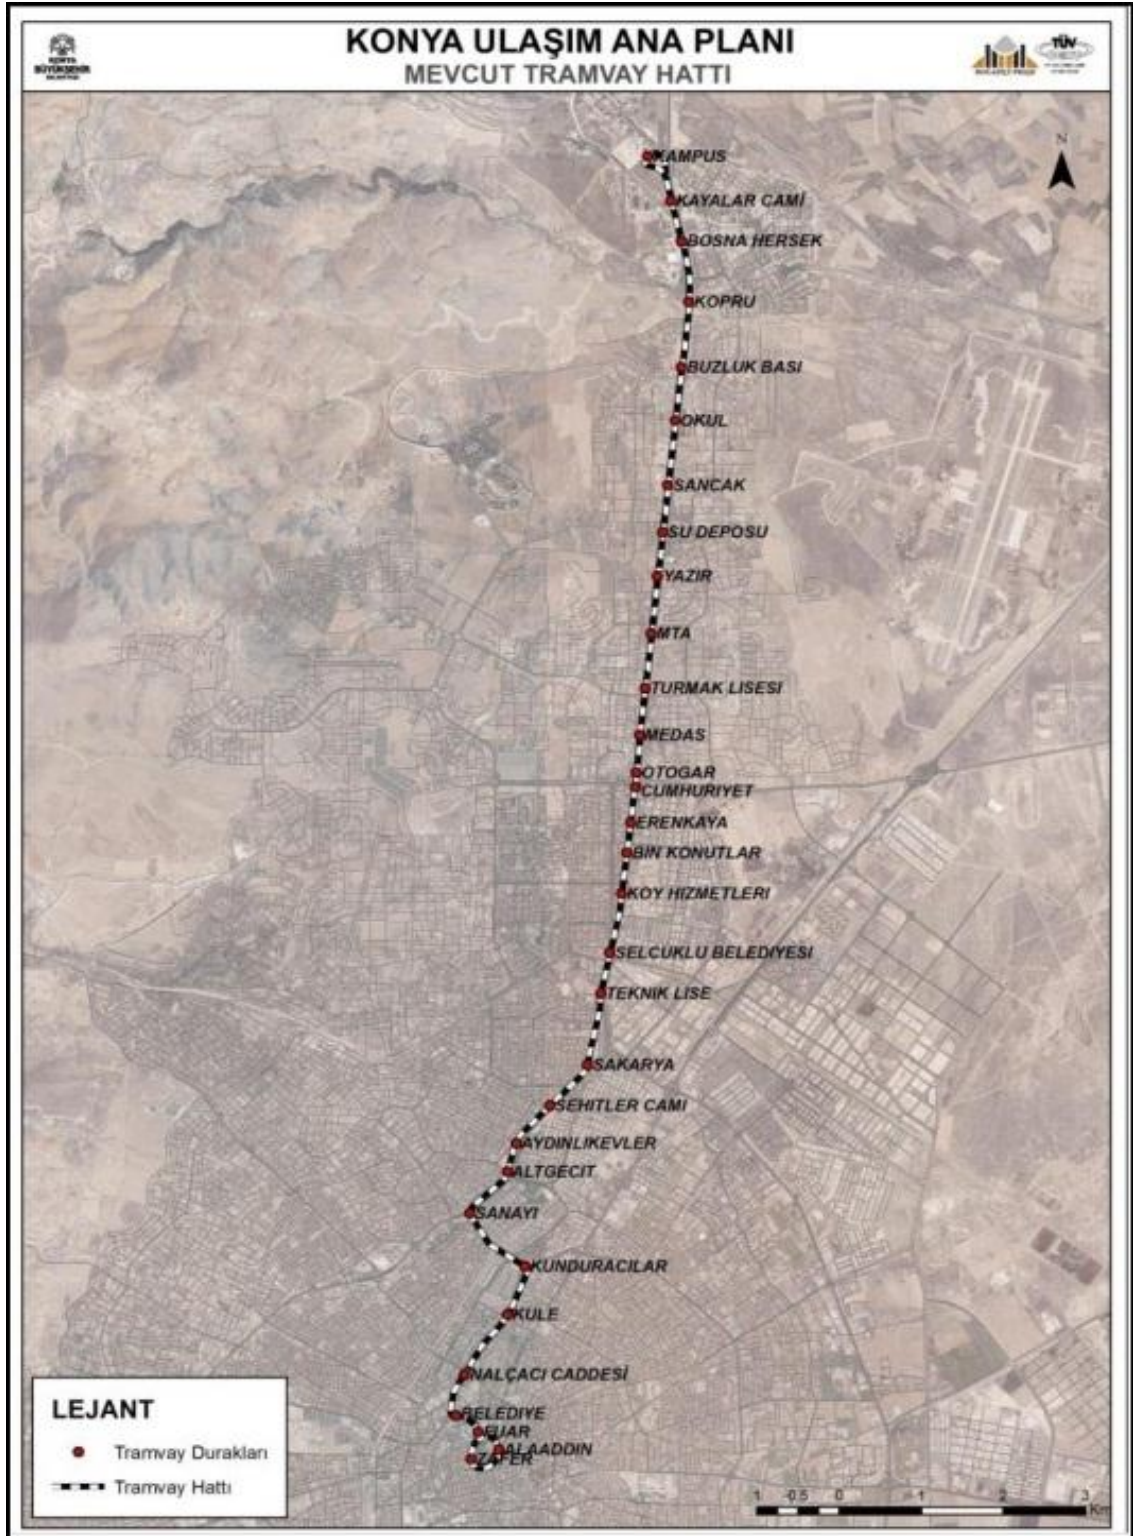 KONYA ULAŞIM ANA PLANI
MEVCUT TRAMVAY HATTI
KONYA
BÜYÜKŞEHİR
TÜV
N
KAMPUS
KAYALAR CAMİ
BOSNA HERSEK
KOPRU
BUZLUK BASI
OKUL
SANCAK
SU DEPOSU
YAZIR
MTA
TURMAK LISESI
MEDAS
OTOGAR
CUMHURIYET
ERENKAYA
BIN KONUTLAR
KOY HIZMETLERI
SELCUKLU BELEDIYESI
TEKNIK LISE
SAKARYA
SEHITLER CAMI
AYDINLIKEVLER
ALTGECIT
SANAYI
KUNDURACILAR
KULE
NALÇACI CADDESİ
BELEDIYE
FUAR
ALAADDIN
ZAFER
LEJANT
Tramvay Durakları
Tramvay Hattı
1 0.5 0 1 2 3
Km